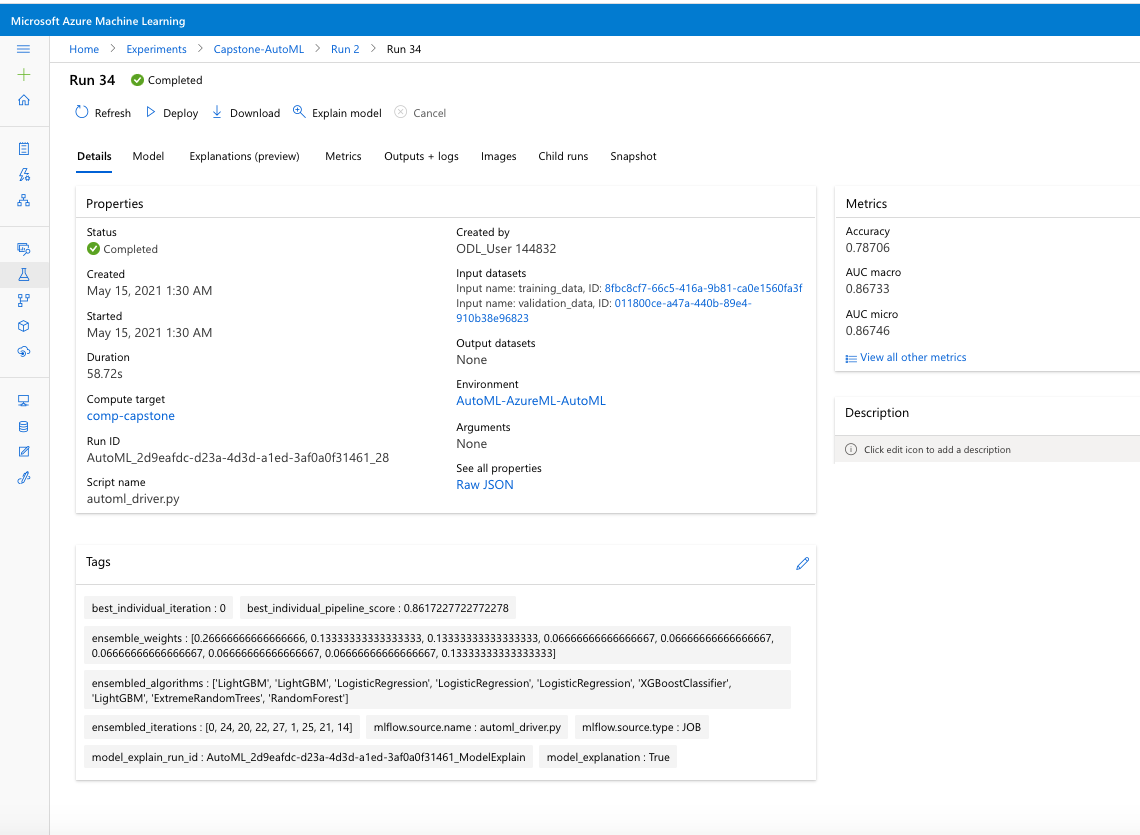 Microsoft Azure Machine Learning
Home > Experiments > Capstone-AutoML > Run 2 > Run 34
Run 34 Completed
Refresh Deploy Download Explain model Cancel
Details Model Explanations (preview) Metrics Outputs + logs Images Child runs Snapshot
Properties
Status
Completed
Created
May 15, 2021 1:30 AM
Started
May 15, 2021 1:30 AM
Duration
58.72s
Compute target
comp-capstone
Run ID
AutoML_2d9eafdc-d23a-4d3d-a1ed-3af0a0f31461_28
Script name
automl_driver.py
Created by
ODL_User 144832
Input datasets
Input name: training_data, ID: 8fbc8cf7-66c5-416a-9b81-ca0e1560fa3f
Input name: validation_data, ID: 011800ce-a47a-440b-89e4-
910b38e96823
Output datasets
None
Environment
AutoML-AzureML-AutoML
Arguments
None
See all properties
Raw JSON
Metrics
Accuracy
0.78706
AUC macro
0.86733
AUC micro
0.86746
View all other metrics
Description
Click edit icon to add a description
Tags
best_individual_iteration : 0 best_individual_pipeline_score : 0.8617227722772278
ensemble_weights : [0.26666666666666666, 0.13333333333333333, 0.13333333333333333, 0.06666666666666667, 0.06666666666666667,
0.06666666666666667, 0.06666666666666667, 0.06666666666666667, 0.13333333333333333]
ensembled_algorithms : ['LightGBM', 'LightGBM', 'LogisticRegression', 'LogisticRegression', 'LogisticRegression', 'XGBoostClassifier',
'LightGBM', 'ExtremeRandomTrees', 'RandomForest']
ensembled_iterations : [0, 24, 20, 22, 27, 1, 25, 21, 14] mlflow.source.name : automl_driver.py mlflow.source.type : JOB
model_explain_run_id : AutoML_2d9eafdc-d23a-4d3d-a1ed-3af0a0f31461_ModelExplain model_explanation : True